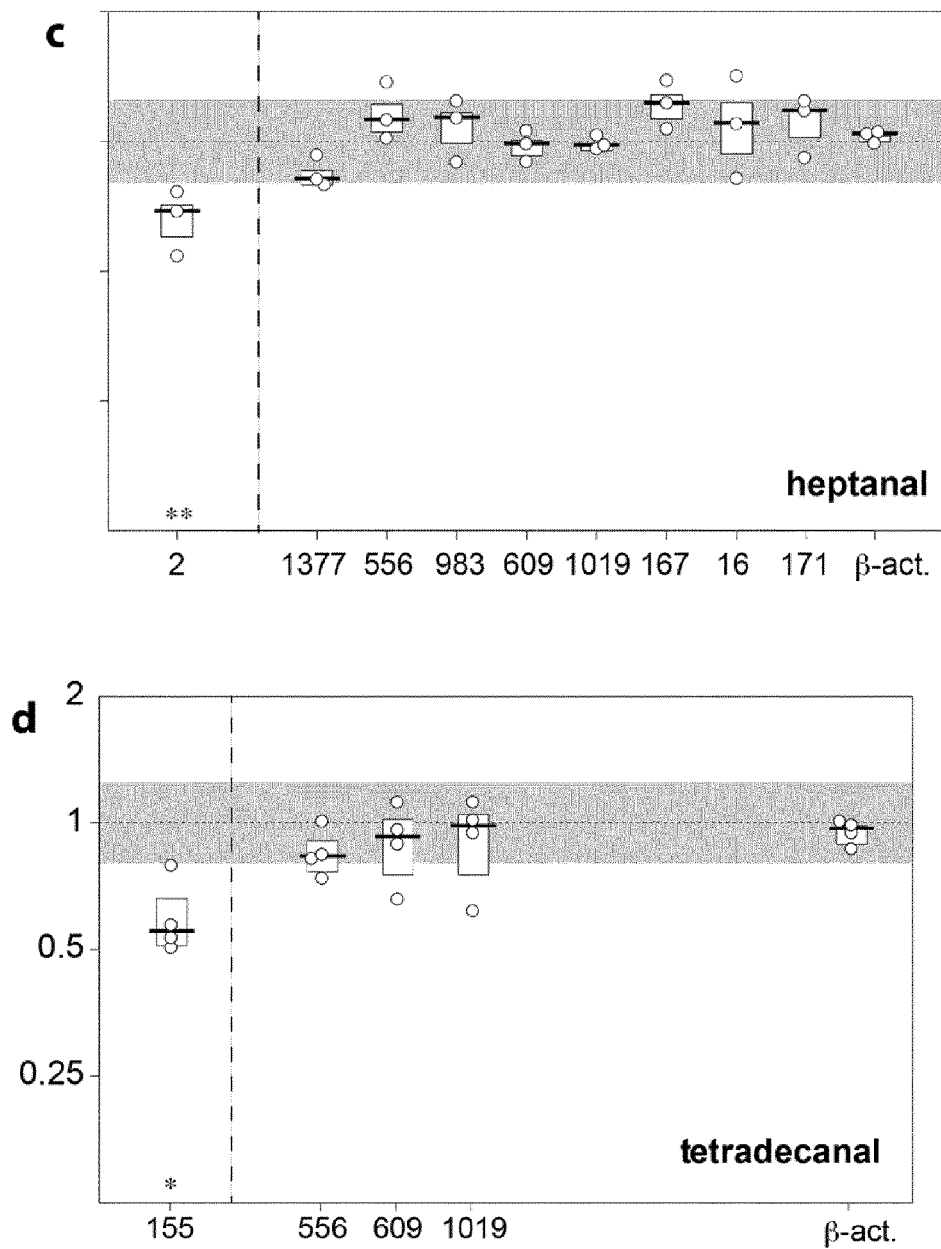 c
heptanal
**
2 1377 556 983 609 1019 167 16 171 β-act.
d
2
1
0.5
0.25
tetradecanal
*
155 556 609 1019 β-act.